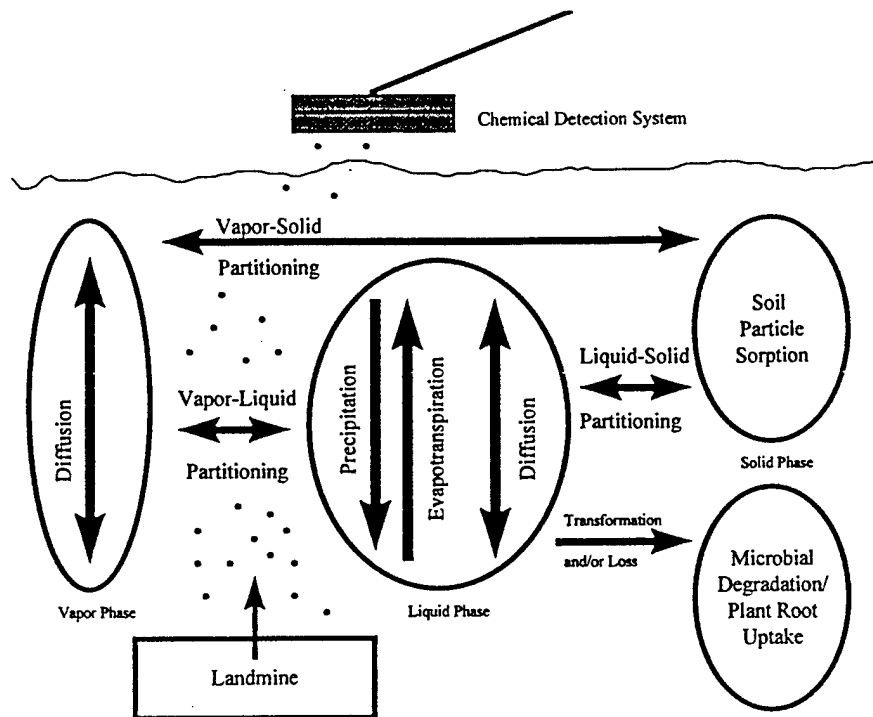 Chemical Detection System
Vapor-Solid
Partitioning
Diffusion
Vapor Phase
Vapor-Liquid
Partitioning
Precipitation
Evapotranspiration
Diffusion
Liquid Phase
Liquid-Solid
Partitioning
Soil
Particle
Sorption
Solid Phase
Transformation
and/or Loss
Microbial
Degradation/
Plant Root
Uptake
Landmine